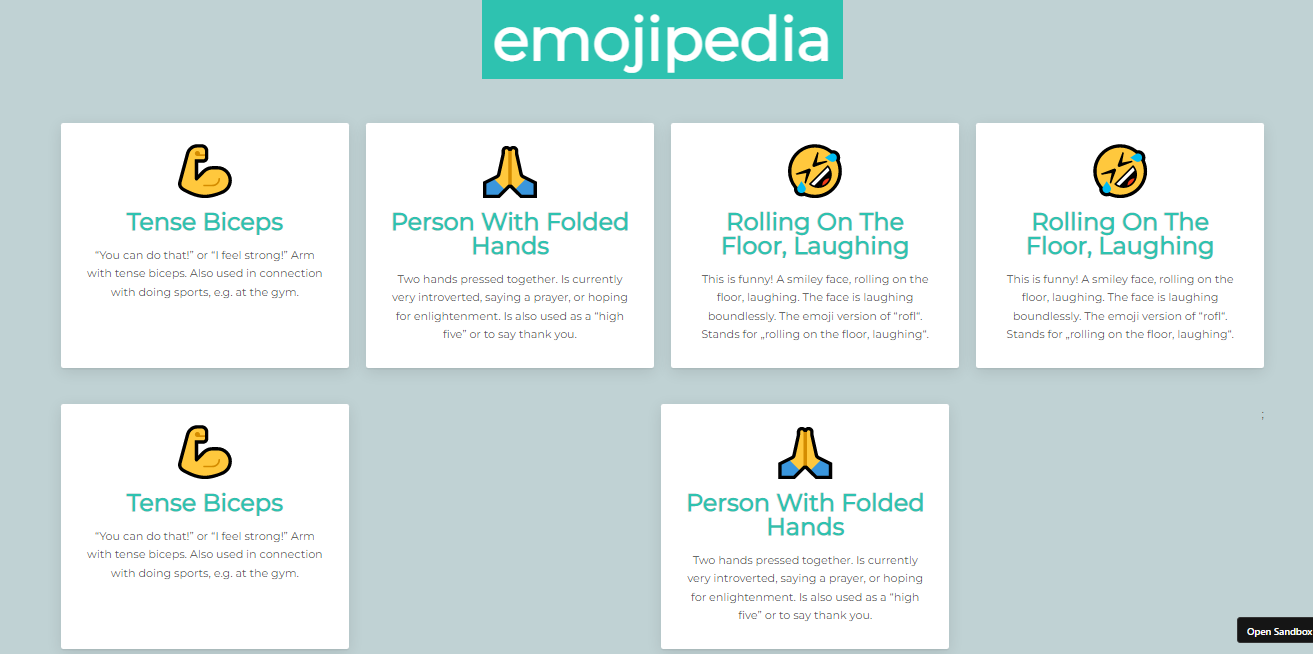 emojipedia
Tense Biceps
“You can do that!” or “I feel strong!” Arm
with tense biceps. Also used in connection
with doing sports, e.g. at the gym.
Person With Folded
Hands
Two hands pressed together. Is currently
very introverted, saying a prayer, or hoping
for enlightenment. Is also used as a “high
five” or to say thank you.
Rolling On The
Floor, Laughing
This is funny! A smiley face, rolling on the
floor, laughing. The face is laughing
boundlessly. The emoji version of “rofl“.
Stands for „rolling on the floor, laughing“.
Rolling On The
Floor, Laughing
This is funny! A smiley face, rolling on the
floor, laughing. The face is laughing
boundlessly. The emoji version of “rofl“.
Stands for „rolling on the floor, laughing“.
Tense Biceps
“You can do that!” or “I feel strong!” Arm
with tense biceps. Also used in connection
with doing sports, e.g. at the gym.
Person With Folded
Hands
Two hands pressed together. Is currently
very introverted, saying a prayer, or hoping
for enlightenment. Is also used as a “high
five” or to say thank you.
;
Open Sandbox